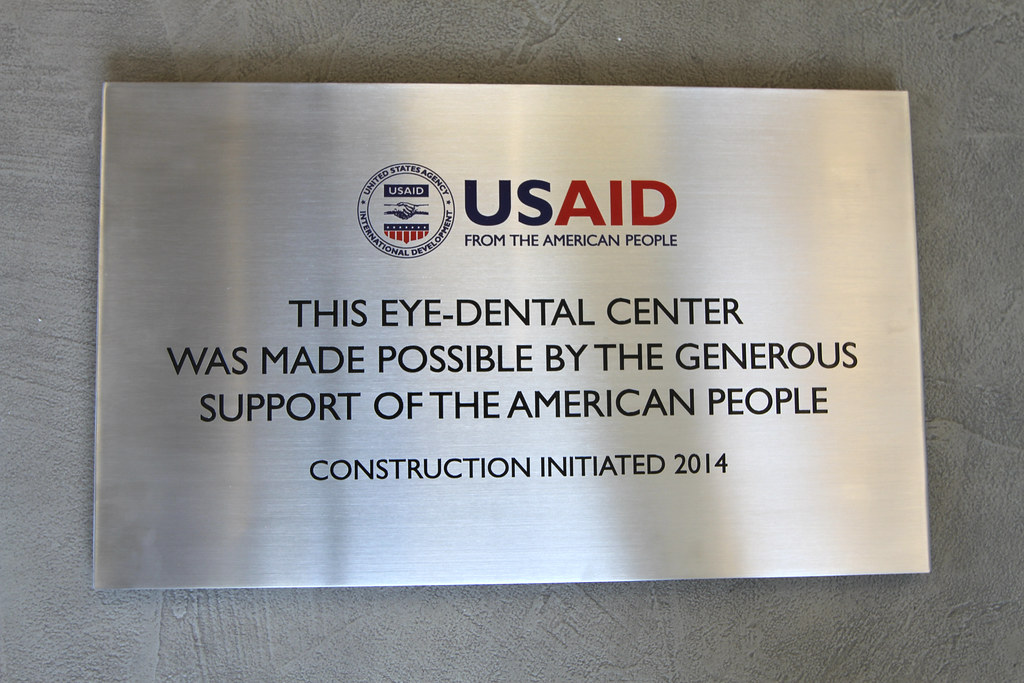 UNITED STATES AGENCY
USAID
INTERNATIONAL DEVELOPMENT
USAID
FROM THE AMERICAN PEOPLE
THIS EYE-DENTAL CENTER
WAS MADE POSSIBLE BY THE GENEROUS
SUPPORT OF THE AMERICAN PEOPLE
CONSTRUCTION INITIATED 2014